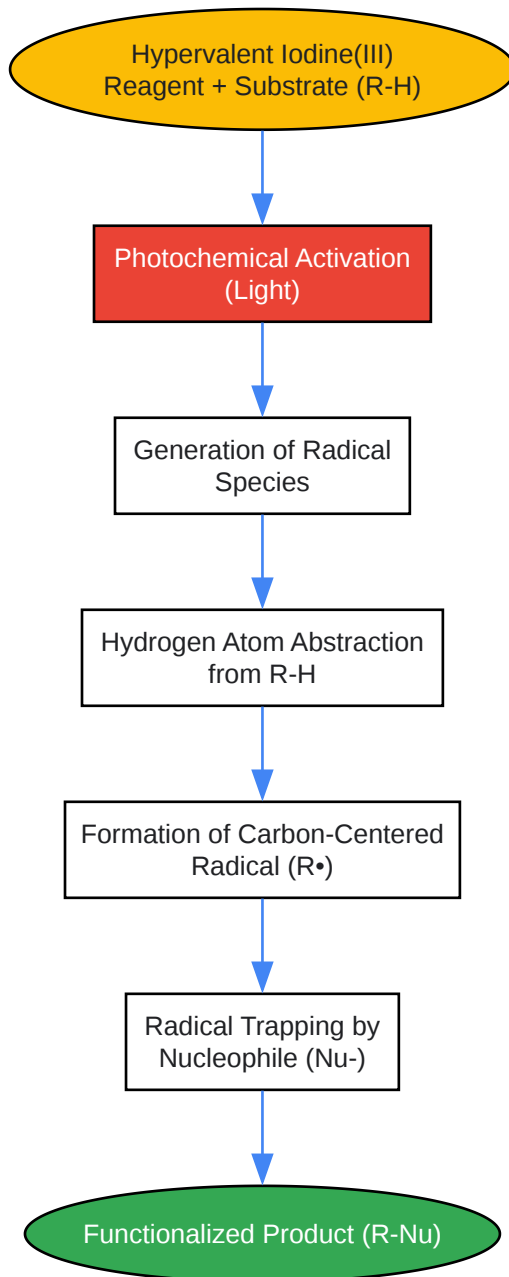 Hypervalent Iodine(III)
Reagent + Substrate (R-H)
Photochemical Activation
(Light)
Generation of Radical
Species
Hydrogen Atom Abstraction
from R-H
Formation of Carbon-Centered
Radical (R•)
Radical Trapping by
Nucleophile (Nu-)
Functionalized Product (R-Nu)